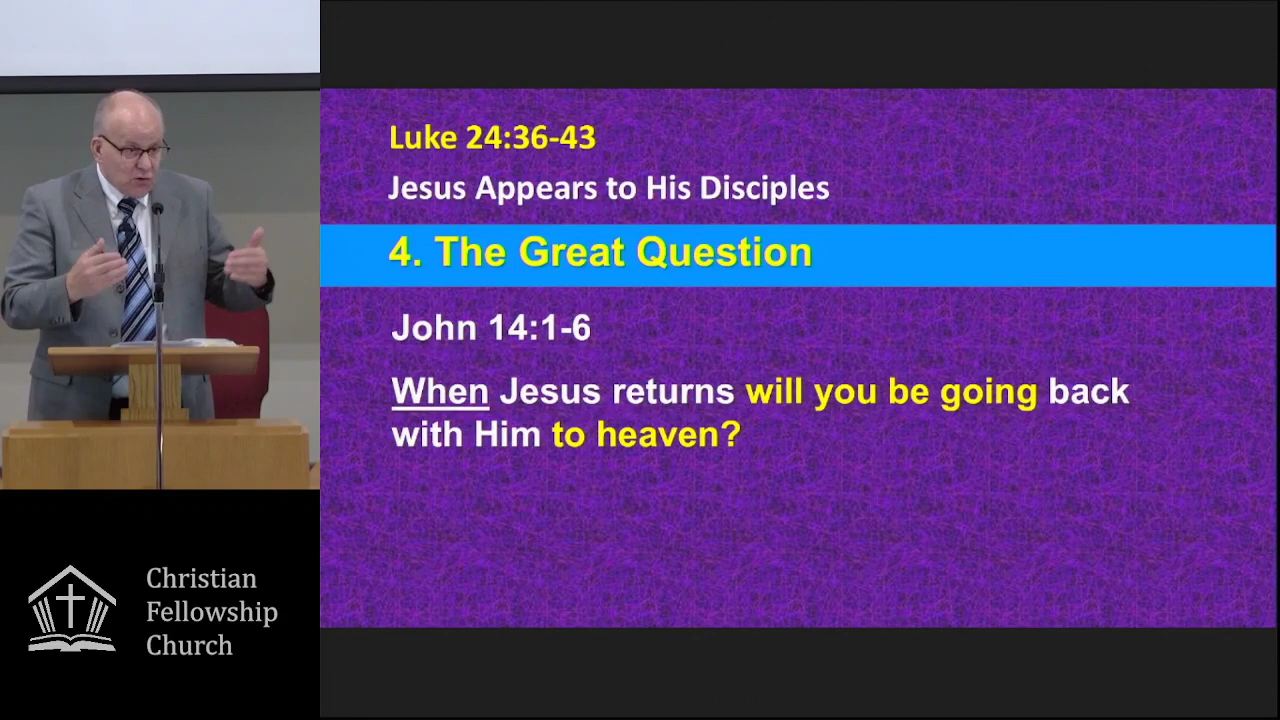 Luke 24:36-43
Jesus Appears to His Disciples
4. The Great Question
John 14:1-6
When Jesus returns will you be going back
with Him to heaven?
Christian
Fellowship
Church